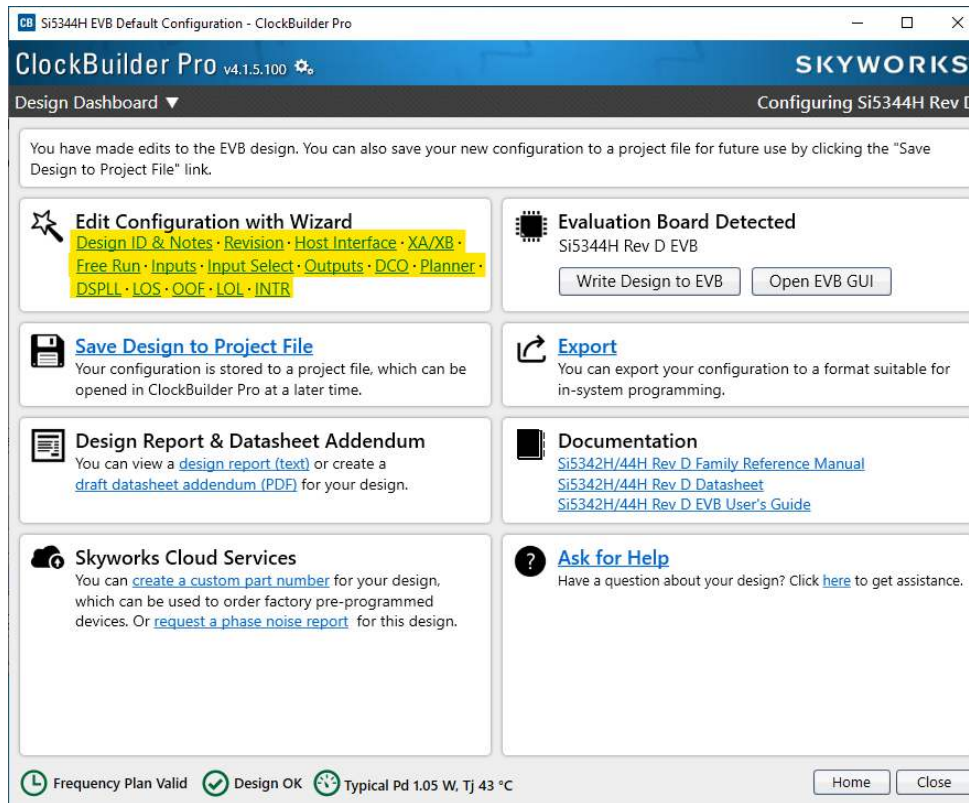 CB Si5344H EVB Default Configuration - ClockBuilder Pro
ClockBuilder Pro v4.1.5.100
SKYWORKS
Design Dashboard ▼
Configuring Si5344H Rev D
You have made edits to the EVB design. You can also save your new configuration to a project file for future use by clicking the "Save
Design to Project File" link.
Edit Configuration with Wizard
Design ID & Notes · Revision · Host Interface · XA/XB ·
Free Run · Inputs · Input Select · Outputs · DCO · Planner ·
DSPLL · LOS · OOF · LOL · INTR
Evaluation Board Detected
Si5344H Rev D EVB
Write Design to EVB
Open EVB GUI
Save Design to Project File
Your configuration is stored to a project file, which can be
opened in ClockBuilder Pro at a later time.
Export
You can export your configuration to a format suitable for
in-system programming.
Design Report & Datasheet Addendum
You can view a design report (text) or create a
draft datasheet addendum (PDF) for your design.
Documentation
Si5342H/44H Rev D Family Reference Manual
Si5342H/44H Rev D Datasheet
Si5342H/44H Rev D EVB User's Guide
Skyworks Cloud Services
You can create a custom part number for your design,
which can be used to order factory pre-programmed
devices. Or request a phase noise report for this design.
? Ask for Help
Have a question about your design? Click here to get assistance.
Frequency Plan Valid
Design OK
Typical Pd 1.05 W, Tj 43 °C
Home
Close